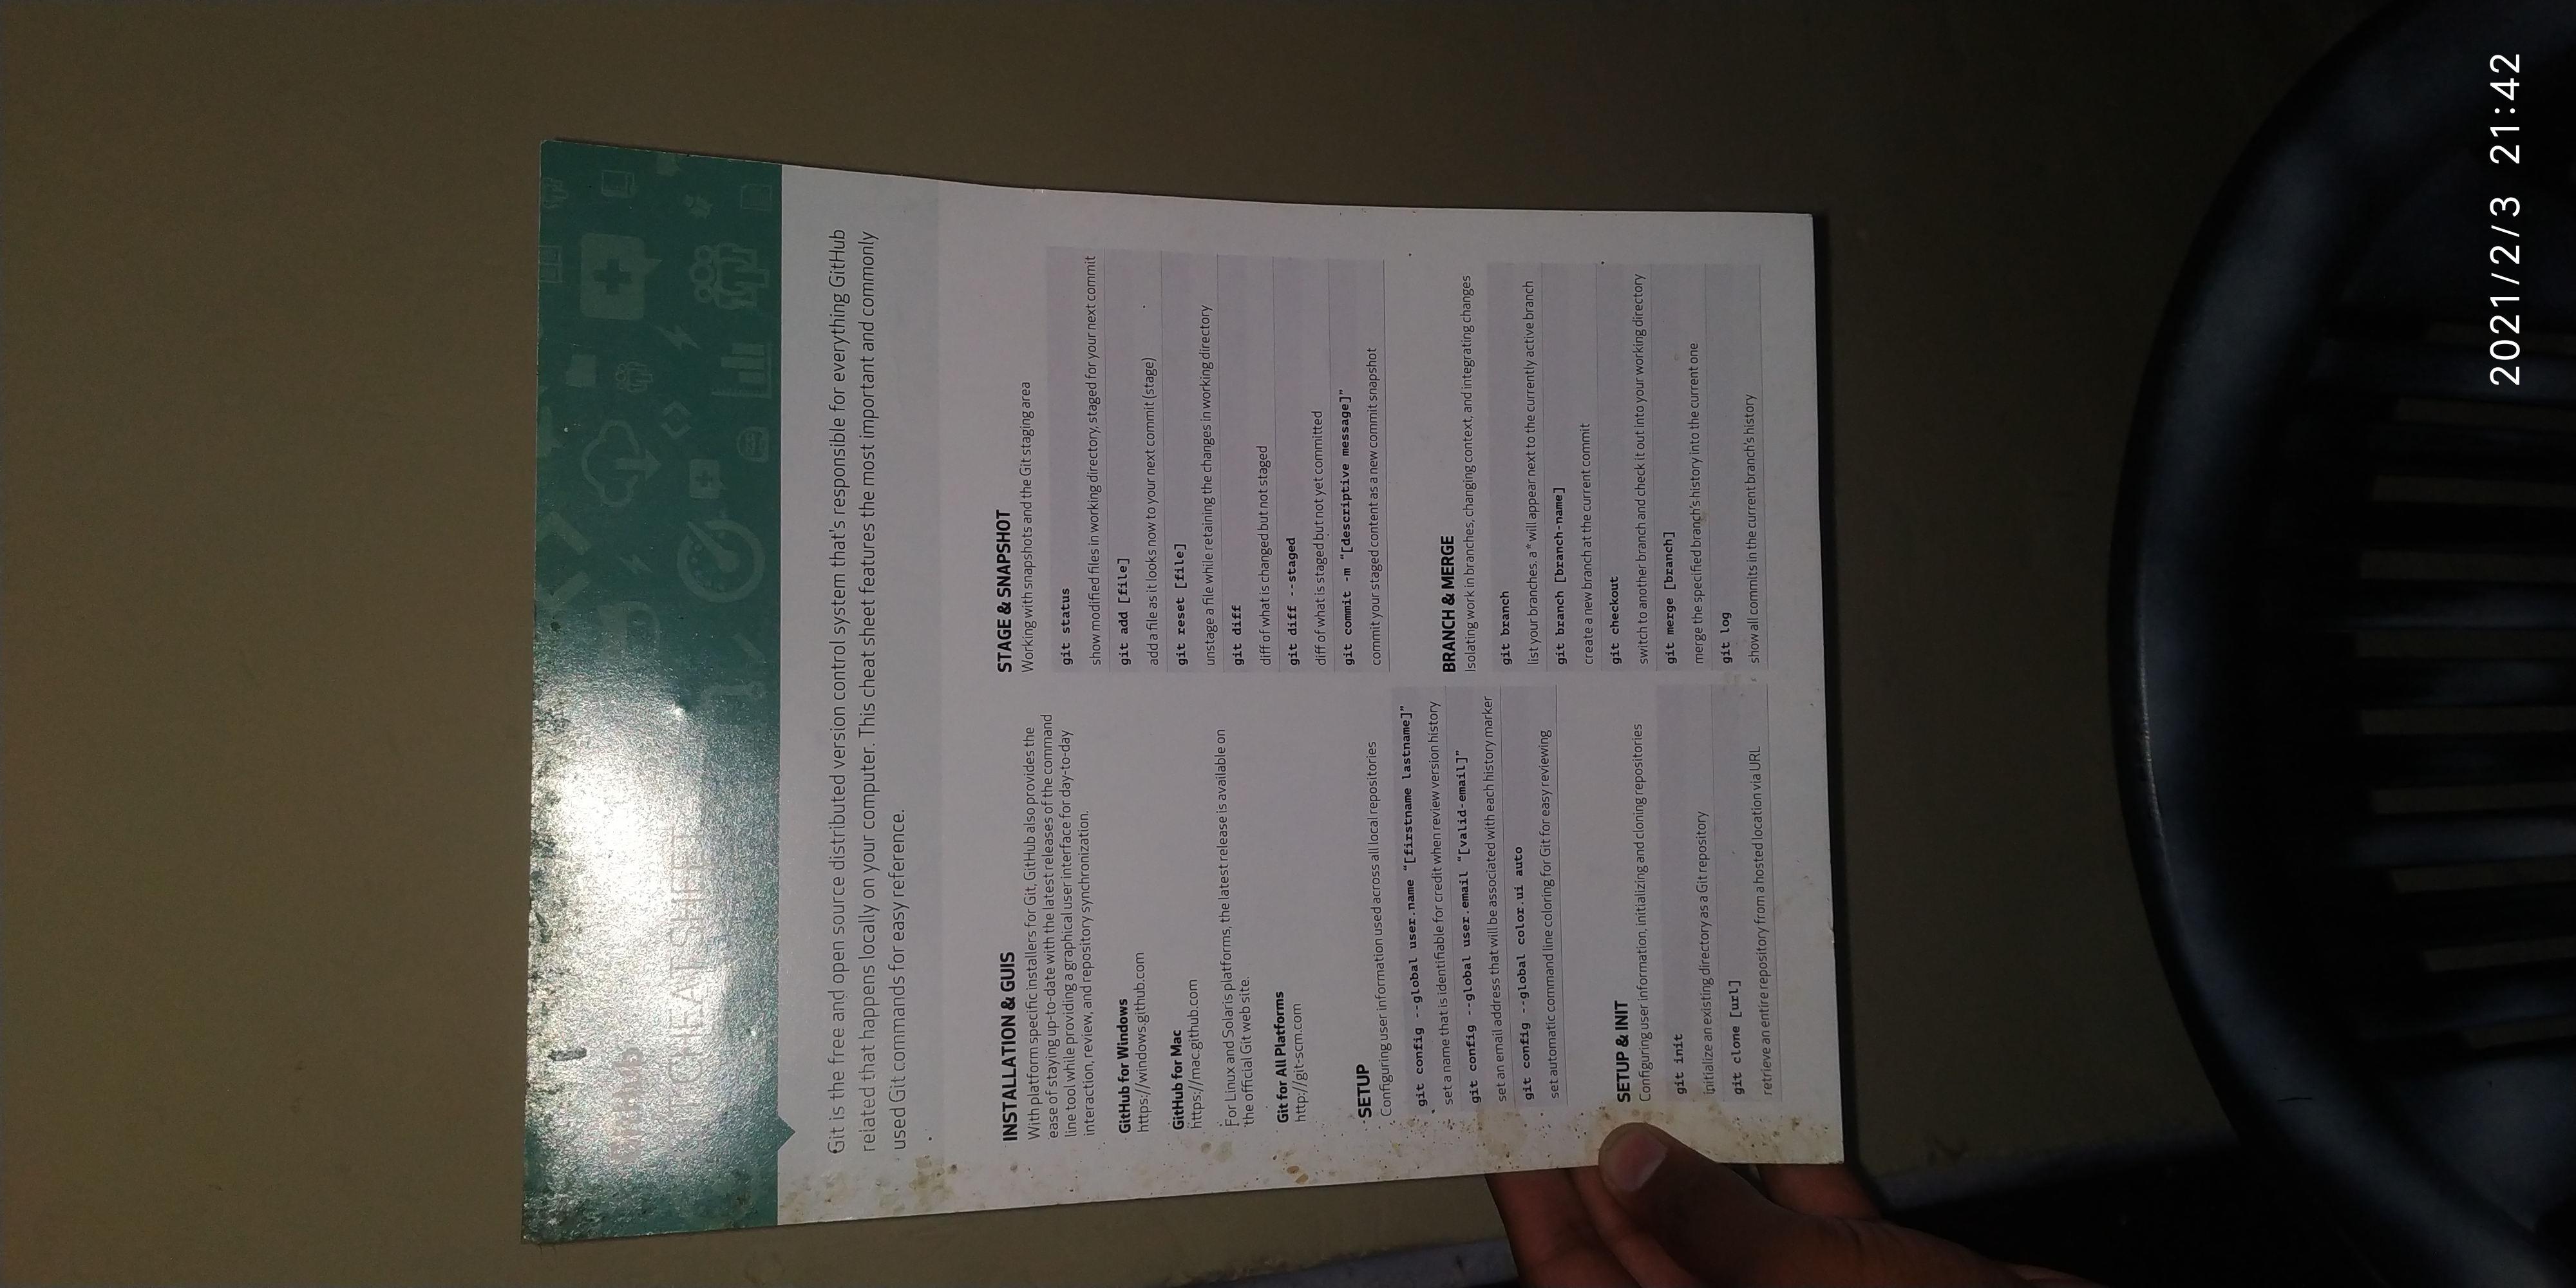 GitHub
GIT CHEAT SHEET
Git is the free and open source distributed version control system that's responsible for everything GitHub
related that happens locally on your computer. This cheat sheet features the most important and commonly
used Git commands for easy reference.
INSTALLATION & GUIS
With platform specific installers for Git, GitHub also provides the
ease of staying up-to-date with the latest releases of the command
line tool while providing a graphical user interface for day-to-day
interaction, review, and repository synchronization.
GitHub for Windows
https://windows.github.com
GitHub for Mac
https://mac.github.com
For Linux and Solaris platforms, the latest release is available on
the official Git web site.
Git for All Platforms
http://git-scm.com
SETUP
Configuring user information used across all local repositories
git config --global user.name “[firstname lastname]”
set a name that is identifiable for credit when review version history
git config --global user.email “[valid-email]”
set an email address that will be associated with each history marker
git config --global color.ui auto
set automatic command line coloring for Git for easy reviewing
SETUP & INIT
Configuring user information, initializing and cloning repositories
git init
initialize an existing directory as a Git repository
git clone [url]
retrieve an entire repository from a hosted location via URL
STAGE & SNAPSHOT
Working with snapshots and the Git staging area
git status
show modified files in working directory, staged for your next commit
git add [file]
add a file as it looks now to your next commit (stage)
git reset [file]
unstage a file while retaining the changes in working directory
git diff
diff of what is changed but not staged
git diff --staged
diff of what is staged but not yet committed
git commit -m “[descriptive message]”
commit your staged content as a new commit snapshot
BRANCH & MERGE
Isolating work in branches, changing context, and integrating changes
git branch
list your branches. a * will appear next to the currently active branch
git branch [branch-name]
create a new branch at the current commit
git checkout
switch to another branch and check it out into your working directory
git merge [branch]
merge the specified branch’s history into the current one
git log
show all commits in the current branch’s history
2021/2/3 21:42